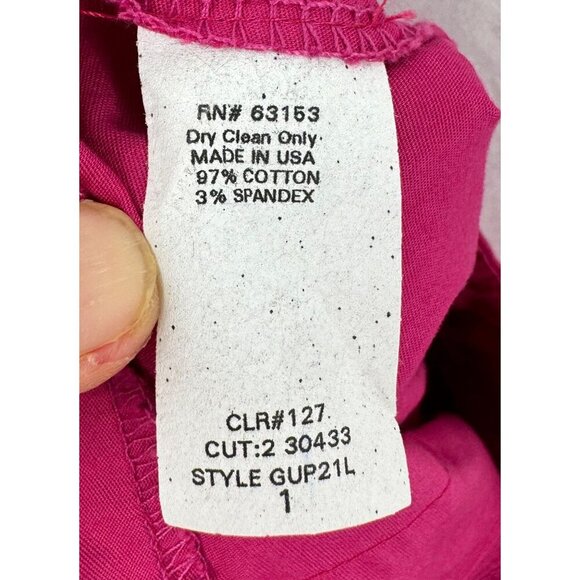 RN# 63153
Dry Clean Only
MADE IN USA
97% COTTON
3% SPANDEX
CLR#127
CUT:2 30433
STYLE GUP21L
1